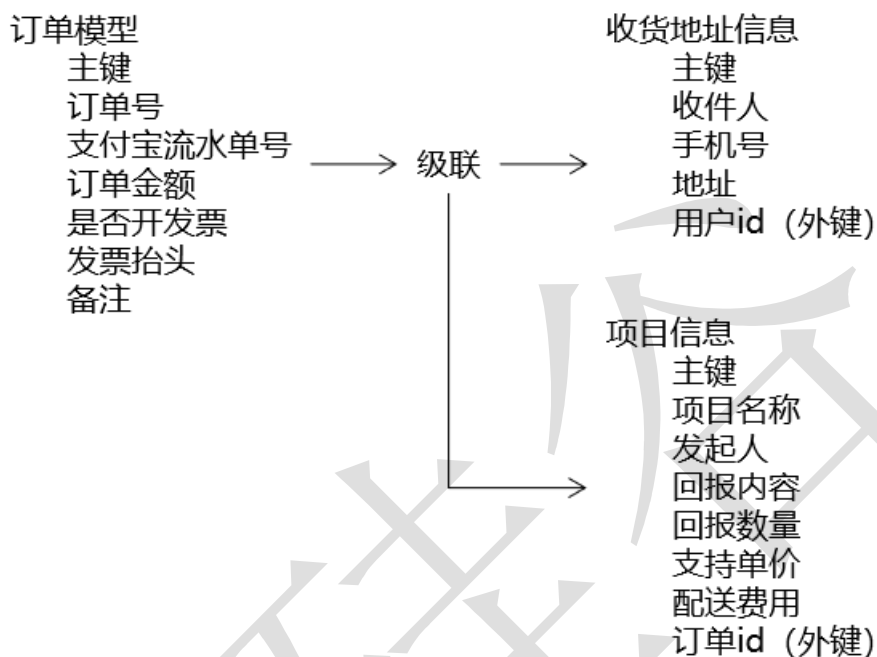 订单模型
主键
订单号
支付宝流水单号
订单金额
是否开发票
发票抬头
备注
级联
收货地址信息
主键
收件人
手机号
地址
用户id（外键）
项目信息
主键
项目名称
发起人
回报内容
回报数量
支持单价
配送费用
订单id（外键）